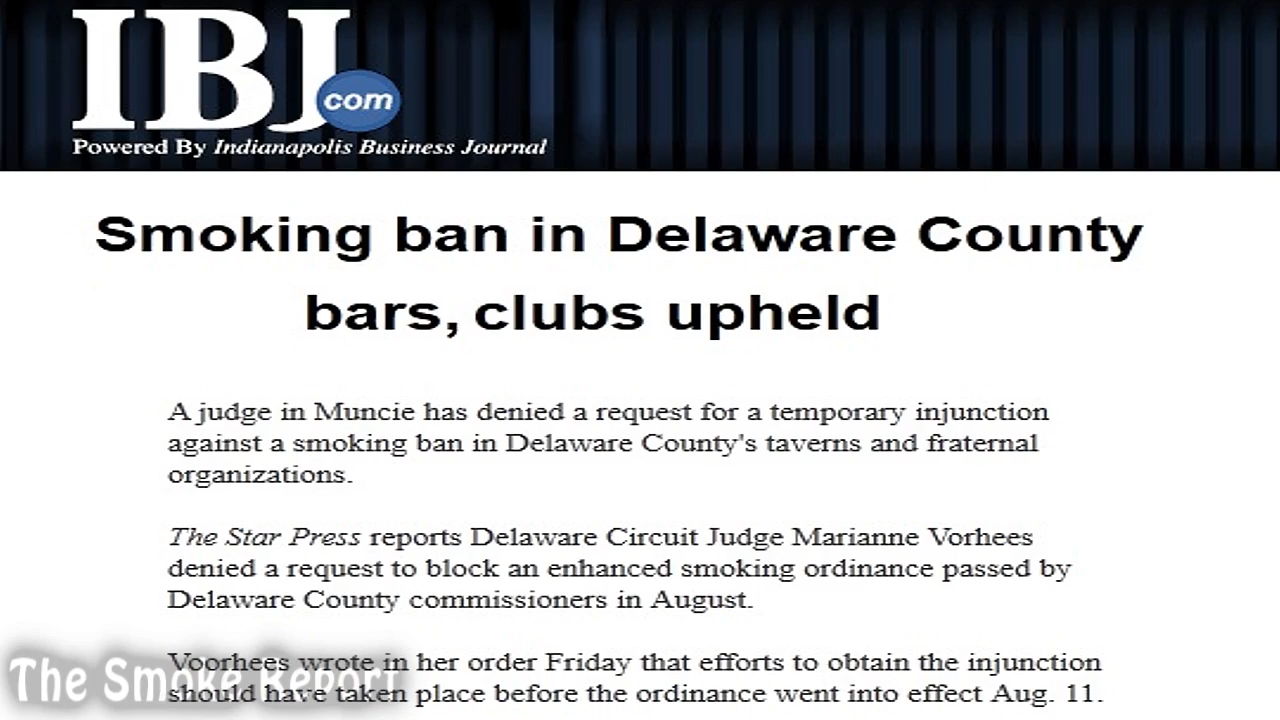 IBJ.com
Powered By Indianapolis Business Journal
Smoking ban in Delaware County
bars, clubs upheld
A judge in Muncie has denied a request for a temporary injunction
against a smoking ban in Delaware County's taverns and fraternal
organizations.
The Star Press reports Delaware Circuit Judge Marianne Vorhees
denied a request to block an enhanced smoking ordinance passed by
Delaware County commissioners in August.
Voorhees wrote in her order Friday that efforts to obtain the injunction
should have taken place before the ordinance went into effect Aug. 11.
The Smoke Report